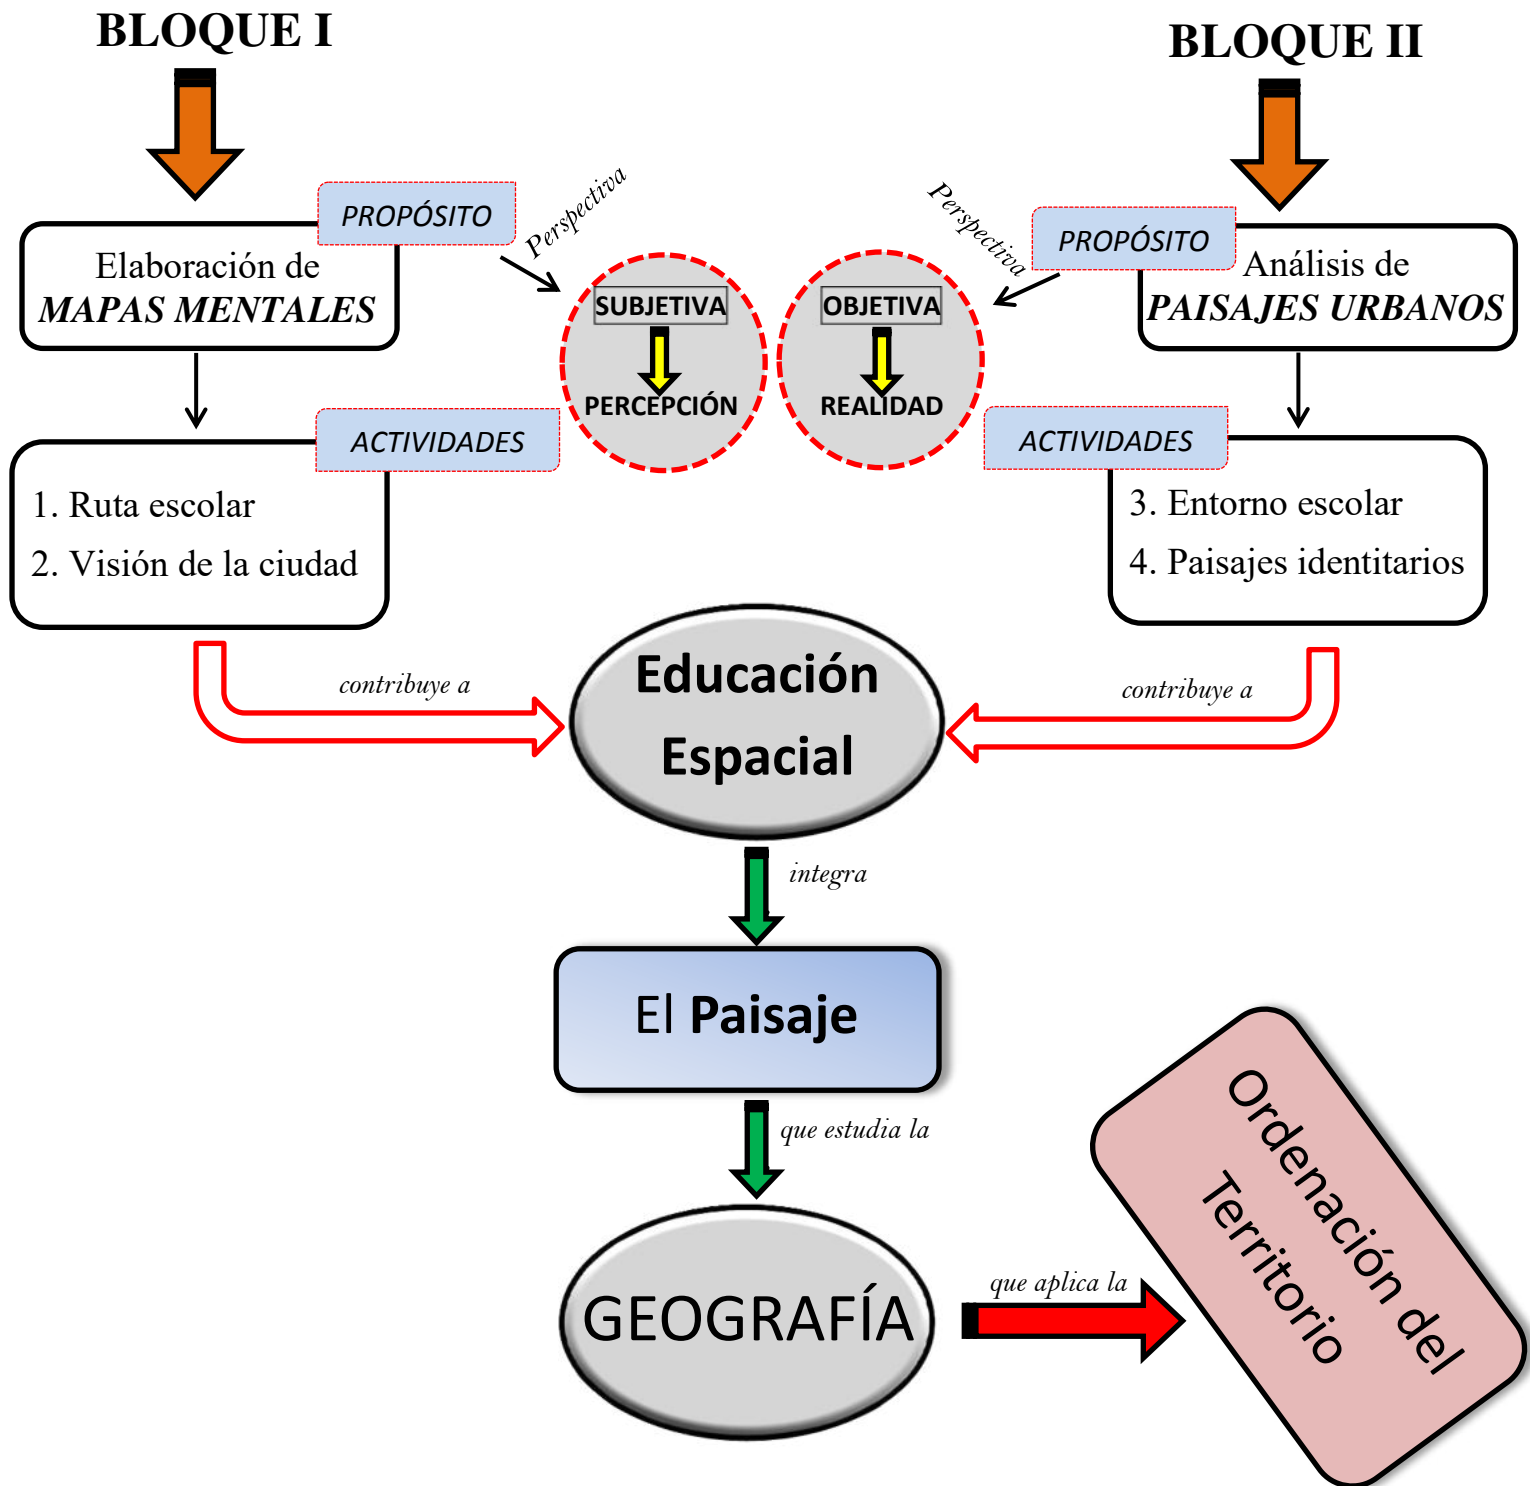 BLOQUE I
PROPÓSITO
Elaboración de
MAPAS MENTALES
Perspectiva
SUBJETIVA
PERCEPCIÓN
ACTIVIDADES
1. Ruta escolar
2. Visión de la ciudad
contribuye a
BLOQUE II
PROPÓSITO
Análisis de
PAISAJES URBANOS
Perspectiva
OBJETIVA
REALIDAD
ACTIVIDADES
3. Entorno escolar
4. Paisajes identitarios
contribuye a
Educación
Espacial
integra
El Paisaje
que estudia la
GEOGRAFÍA
que aplica la
Ordenación del
Territorio